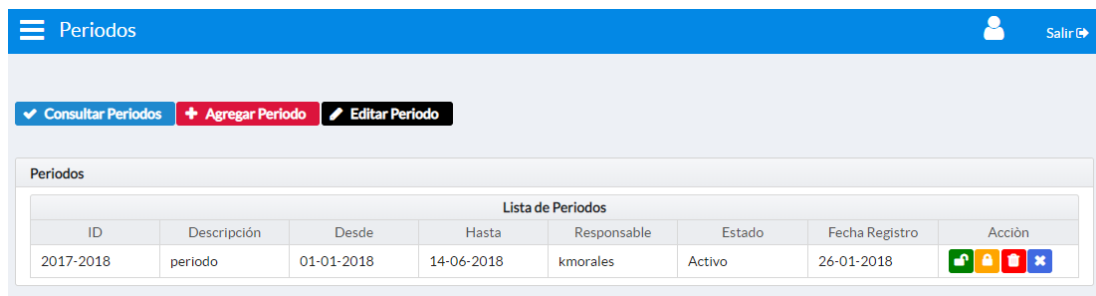 Periodos Salir
Consultar Periodos Agregar Periodo Editar Periodo
Periodos
Lista de Periodos
ID Descripción Desde Hasta Responsable Estado Fecha Registro Acciòn
2017-2018 periodo 01-01-2018 14-06-2018 kmorales Activo 26-01-2018